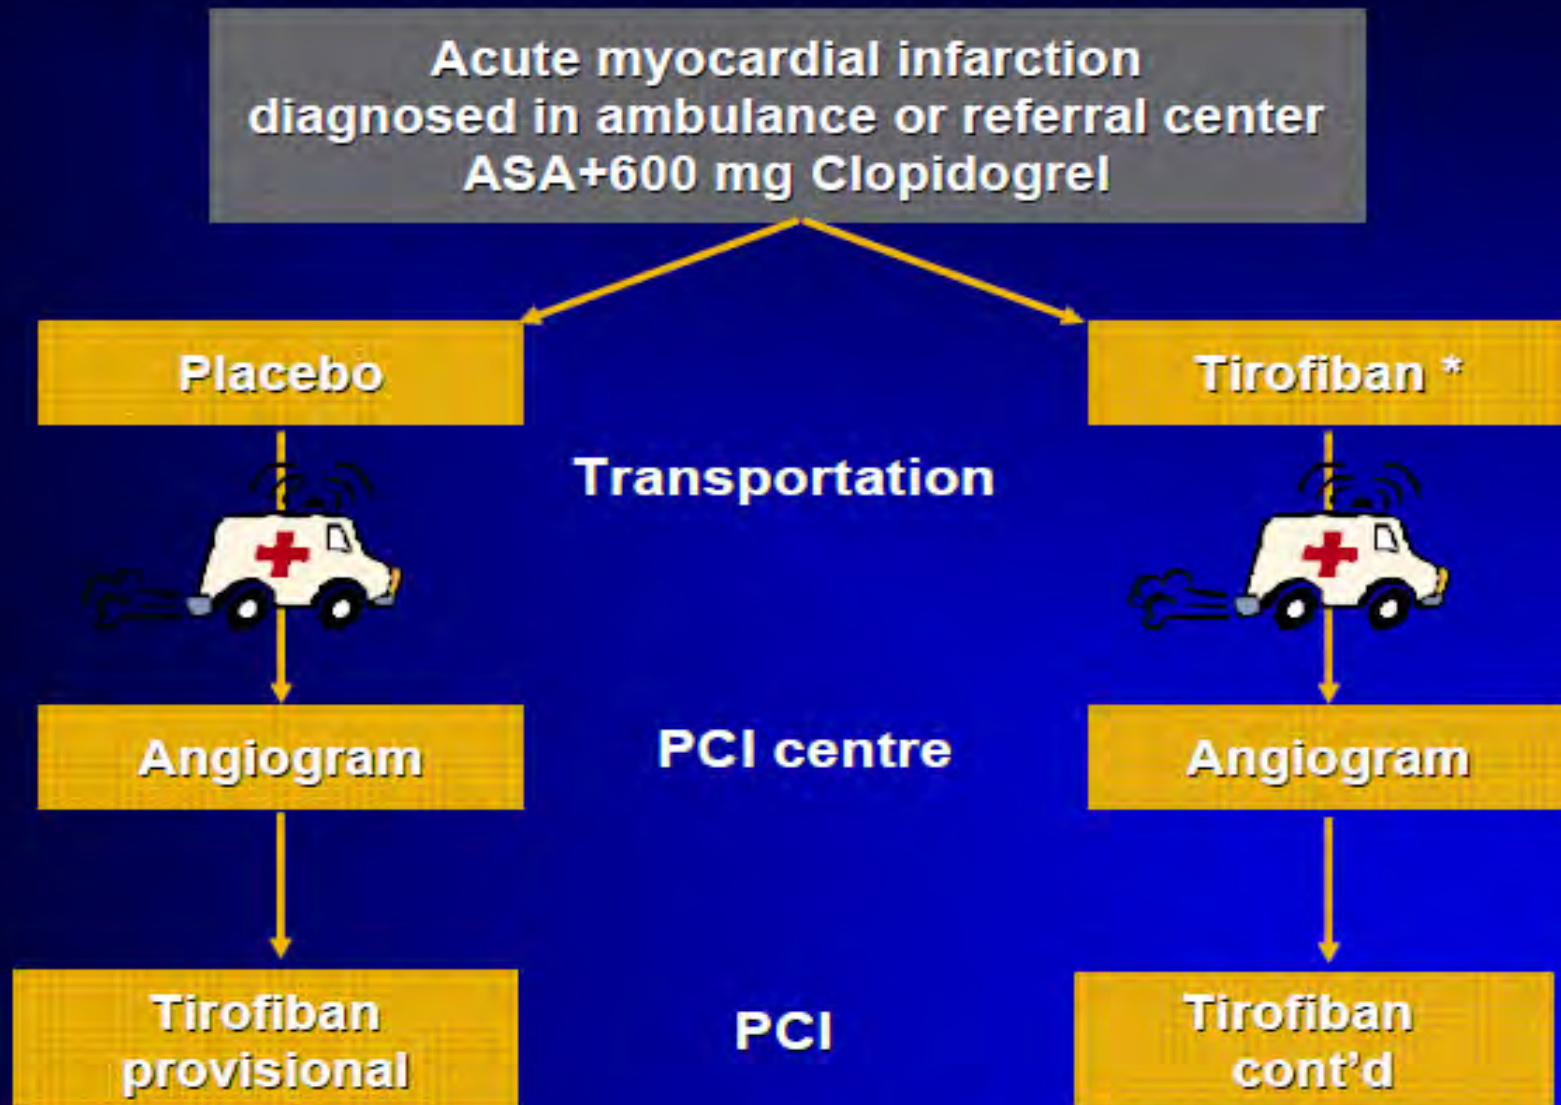 Acute myocardial infarction
diagnosed in ambulance or referral center
ASA+600 mg Clopidogrel
Placebo
Tirofiban *
Transportation
Angiogram
PCI centre
Angiogram
Tirofiban
provisional
PCI
Tirofiban
cont’d